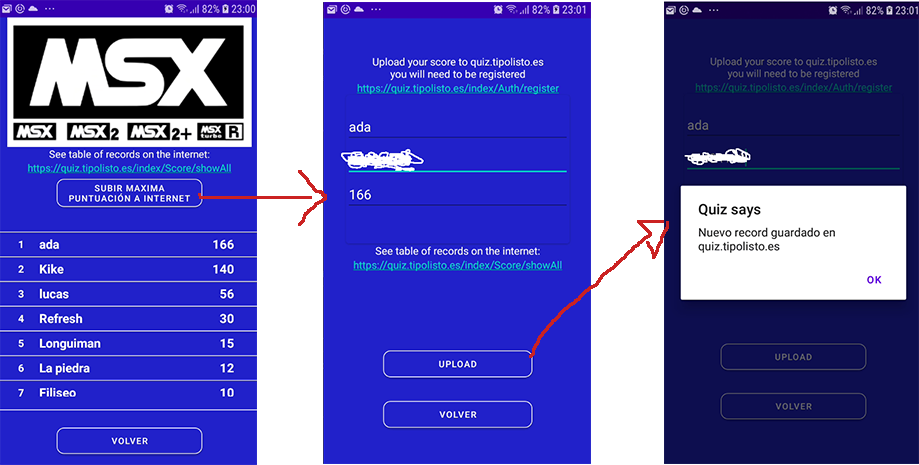 82% 23:00
MSX
MSX MSX 2 MSX 2+ MSX turbo R
See table of records on the internet:
https://quiz.tipolisto.es/index/Score/showAll
SUBIR MAXIMA
PUNTUACIÓN A INTERNET
1 ada 166
2 Kike 140
3 lucas 56
4 Refresh 30
5 Longuiman 15
6 La piedra 12
7 Filiseo 10
VOLVER
82% 23:01
Upload your score to quiz.tipolisto.es
you will need to be registered
https://quiz.tipolisto.es/index/Auth/register
ada
166
See table of records on the internet:
https://quiz.tipolisto.es/index/Score/showAll
UPLOAD
VOLVER
82% 23:01
Upload your score to quiz.tipolisto.es
you will need to be registered
https://quiz.tipolisto.es/index/Auth/register
ada
Quiz says
Nuevo record guardado en
quiz.tipolisto.es
OK
UPLOAD
VOLVER